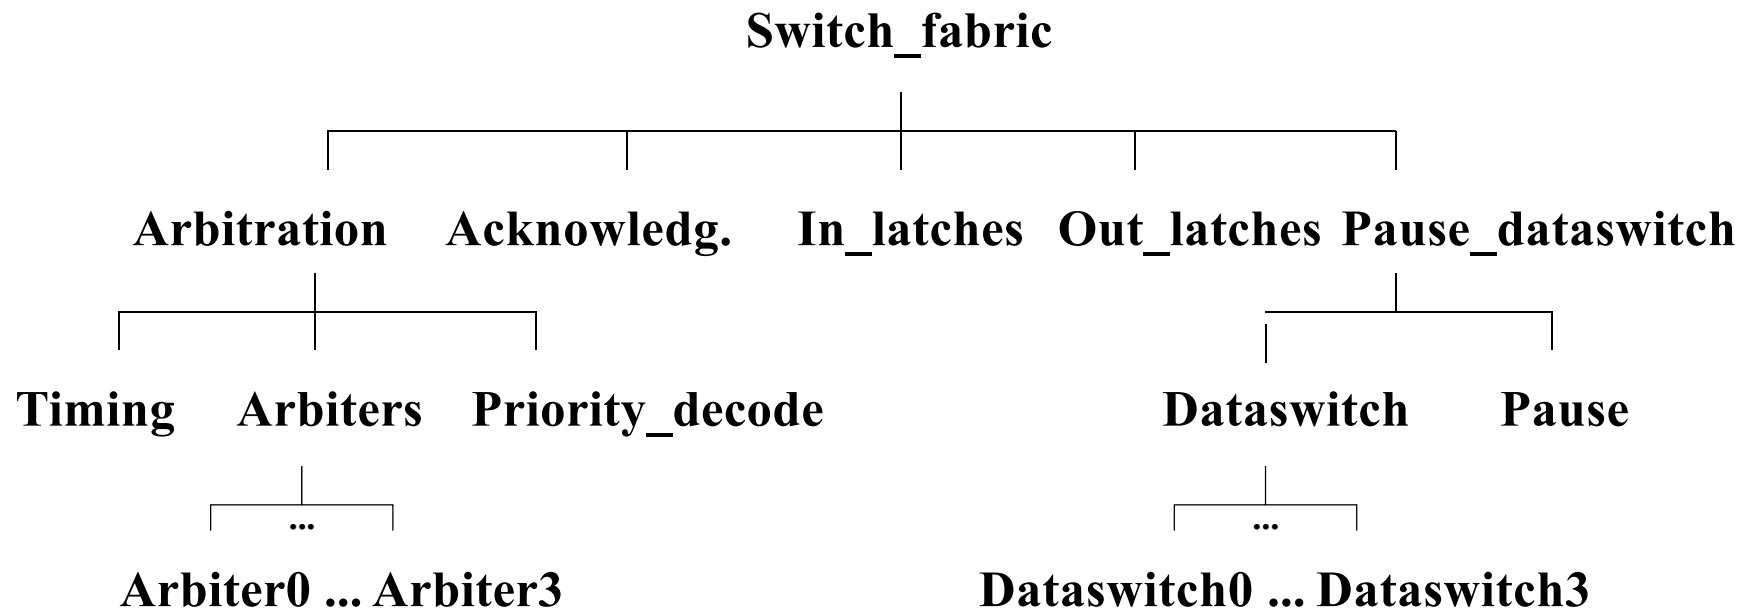 Switch_fabric
Arbitration Acknowledg. In_latches Out_latches Pause_dataswitch
Timing Arbiters Priority_decode Dataswitch Pause
... ...
Arbiter0 ... Arbiter3 Dataswitch0 ... Dataswitch3